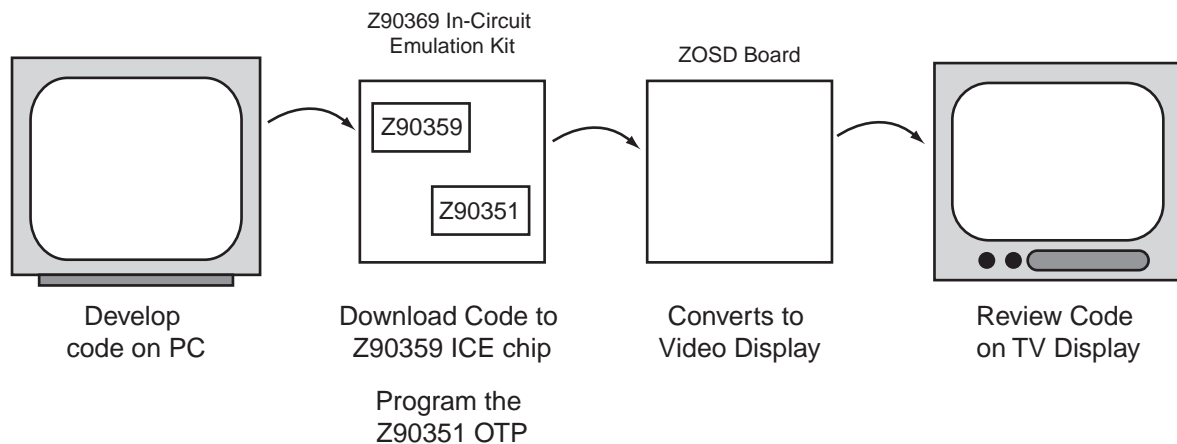 Z90369 In-Circuit
Emulation Kit
ZOSD Board
Z90359
Z90351
Develop
code on PC
Download Code to
Z90359 ICE chip
Program the
Z90351 OTP
Converts to
Video Display
Review Code
on TV Display